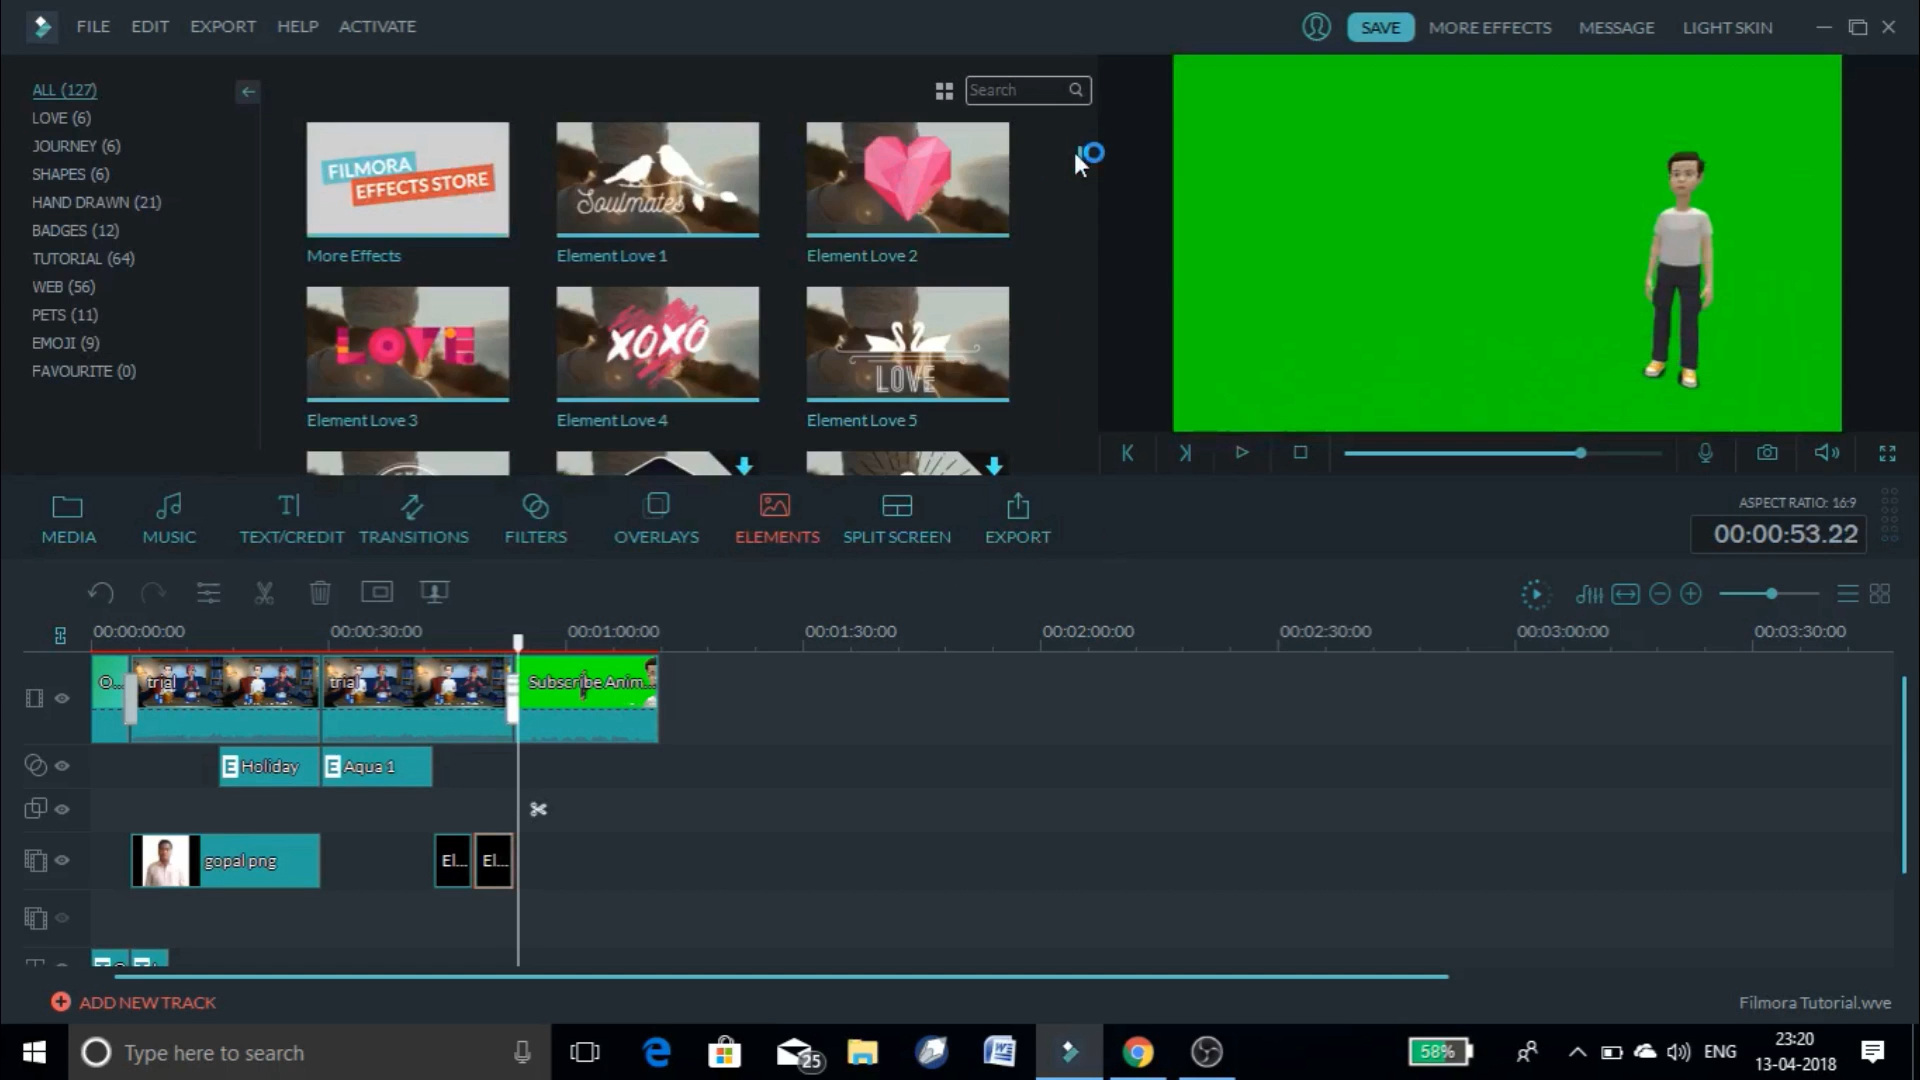 FILE EDIT EXPORT HELP ACTIVATE
SAVE MORE EFFECTS MESSAGE LIGHT SKIN
ALL (127)
LOVE (6)
JOURNEY (6)
SHAPES (6)
HAND DRAWN (21)
BADGES (12)
TUTORIAL (64)
WEB (56)
PETS (11)
EMOJI (9)
FAVOURITE (0)
Search
FILMORA
EFFECTS STORE
Soulmates
More Effects Element Love 1 Element Love 2
LOVE XOXO LOVE
Element Love 3 Element Love 4 Element Love 5
MEDIA MUSIC TEXT/CREDIT TRANSITIONS FILTERS OVERLAYS ELEMENTS SPLIT SCREEN EXPORT
ASPECT RATIO: 16:9
00:00:53.22
00:00:00:00 00:00:30:00 00:01:00:00 00:01:30:00 00:02:00:00 00:02:30:00 00:03:00:00 00:03:30:00
O... trial trial Subscribe Anim...
E Holiday E Aqua 1
gopal.png El... El...
ADD NEW TRACK
Filmora Tutorial.wve
Type here to search
25
58%
ENG
23:20
13-04-2018